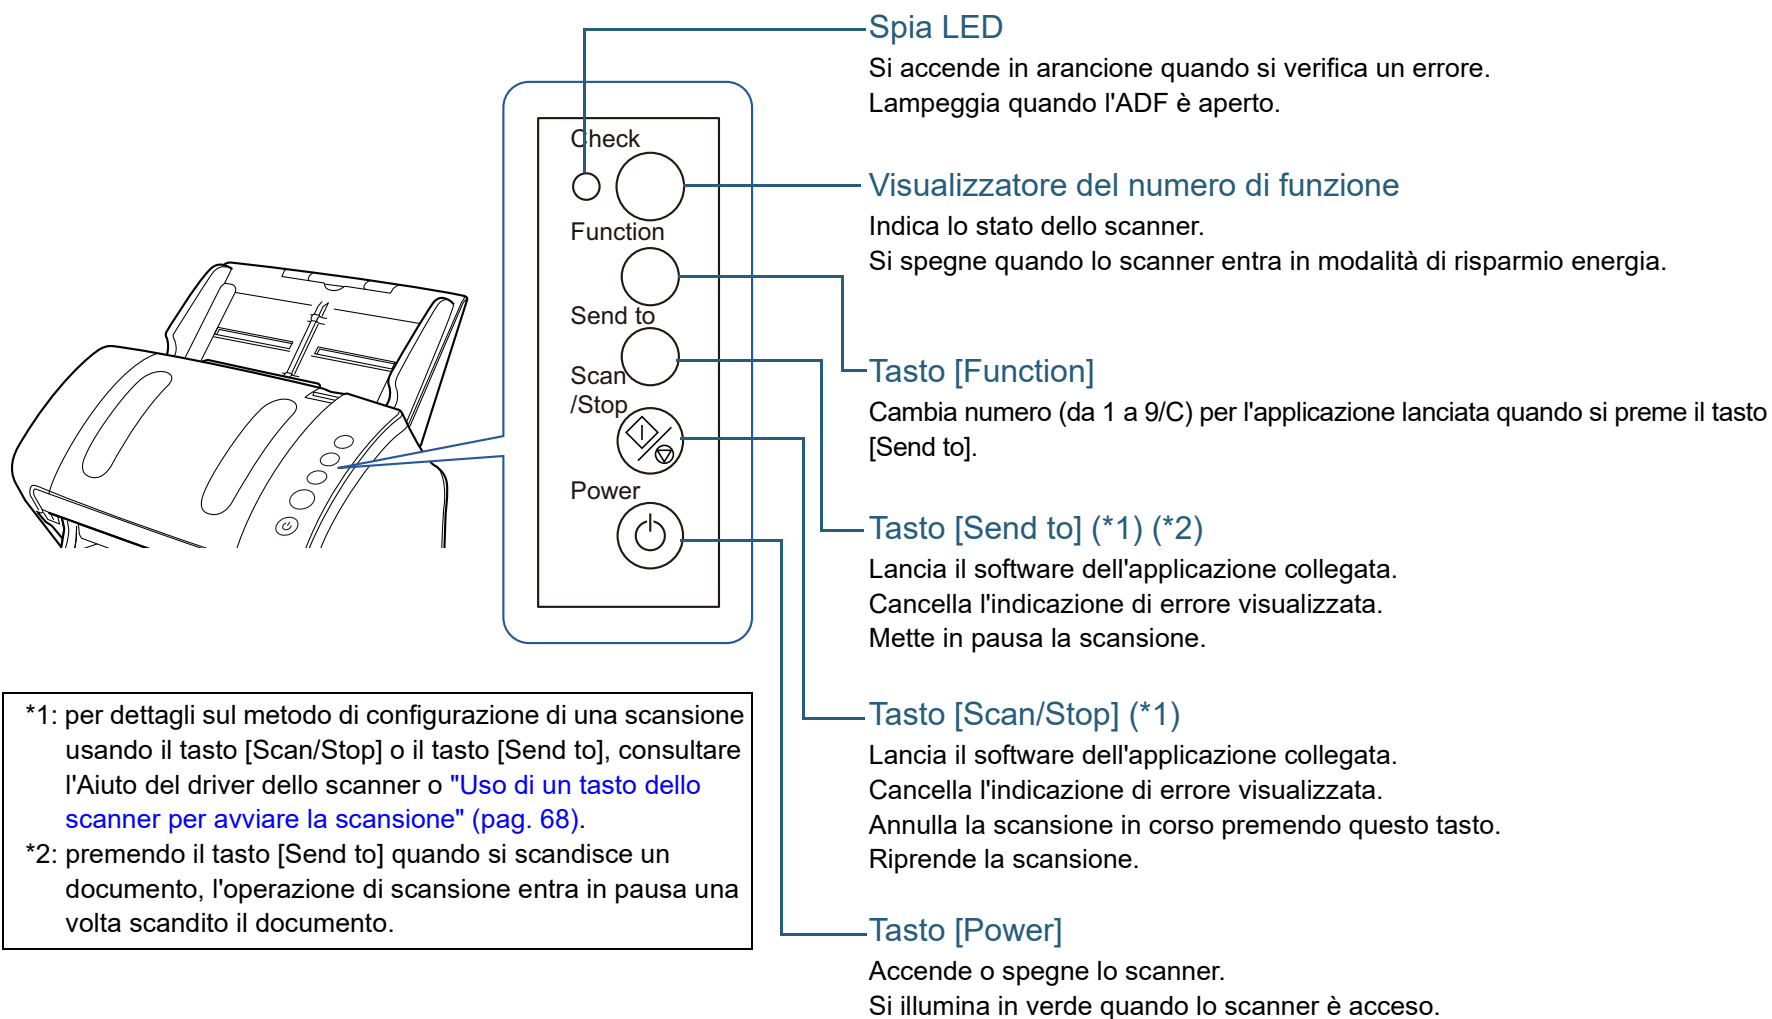 Check
Function
Send to
Scan
/Stop
Power
Spia LED
Si accende in arancione quando si verifica un errore.
Lampeggia quando l'ADF è aperto.
Visualizzatore del numero di funzione
Indica lo stato dello scanner.
Si spegne quando lo scanner entra in modalità di risparmio energia.
Tasto [Function]
Cambia numero (da 1 a 9/C) per l'applicazione lanciata quando si preme il tasto
[Send to].
Tasto [Send to] (*1) (*2)
Lancia il software dell'applicazione collegata.
Cancella l'indicazione di errore visualizzata.
Mette in pausa la scansione.
Tasto [Scan/Stop] (*1)
Lancia il software dell'applicazione collegata.
Cancella l'indicazione di errore visualizzata.
Annulla la scansione in corso premendo questo tasto.
Riprende la scansione.
Tasto [Power]
Accende o spegne lo scanner.
Si illumina in verde quando lo scanner è acceso.
*1: per dettagli sul metodo di configurazione di una scansione
usando il tasto [Scan/Stop] o il tasto [Send to], consultare
l'Aiuto del driver dello scanner o "Uso di un tasto dello
scanner per avviare la scansione" (pag. 68).
*2: premendo il tasto [Send to] quando si scandisce un
documento, l'operazione di scansione entra in pausa una
volta scandito il documento.